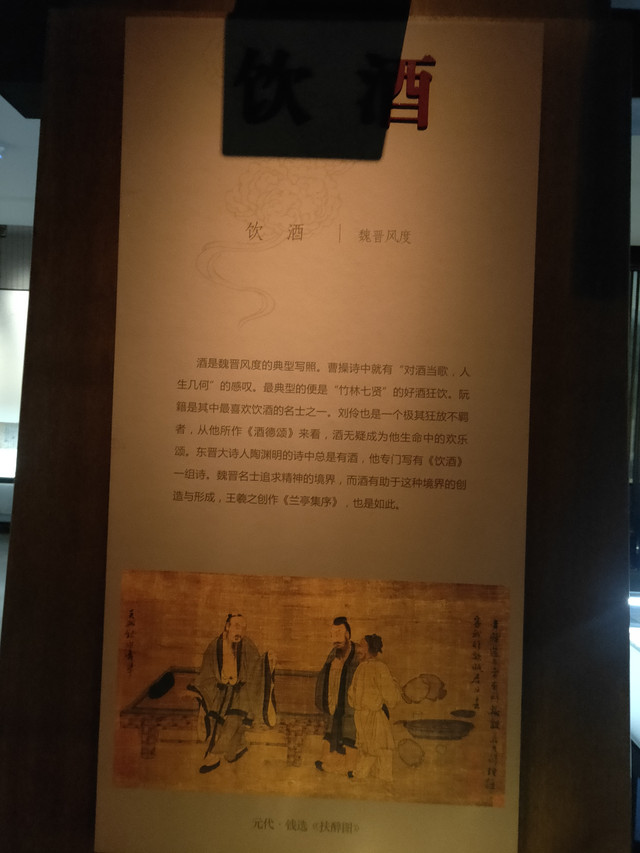 饮酒
饮 酒 | 魏晋风度
酒是魏晋风度的典型写照。曹操诗中就有“对酒当歌，人
生几何”的感叹。最典型的便是“竹林七贤”的好酒狂饮。阮
籍是其中最喜欢饮酒的名士之一。刘伶也是一个极其狂放不羁
者，从他所作《酒德颂》来看，酒无疑成为他生命中的欢乐
颂。东晋大诗人陶渊明的诗中总是有酒，他专门写有《饮酒》
一组诗。魏晋名士追求精神的境界，而酒有助于这种境界的创
造与形成，王羲之创作《兰亭集序》，也是如此。
元代·钱选《扶醉图》